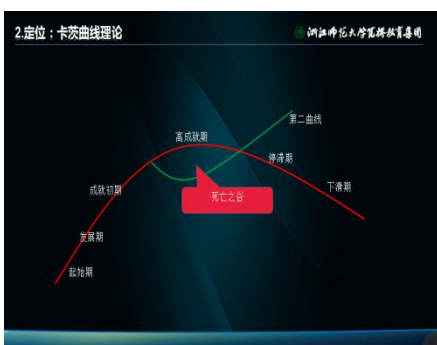 2.定位：卡茨曲线理论
浙江师范大学笕桥教育集团
第二曲线
高成就期
停滞期
成就初期
下滑期
死亡之谷
发展期
起始期